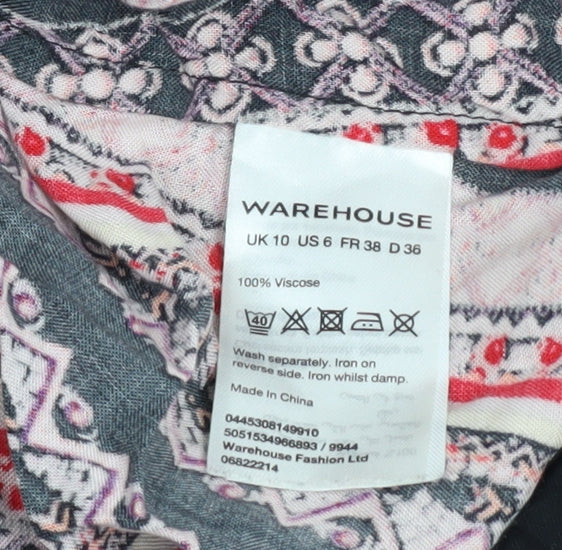 WAREHOUSE
UK 10 US 6 FR 38 D 36
100% Viscose
40
Wash separately. Iron on
reverse side. Iron whilst damp.
Made In China
0445308149910
5051534966893 / 9944
Warehouse Fashion Ltd
06822214